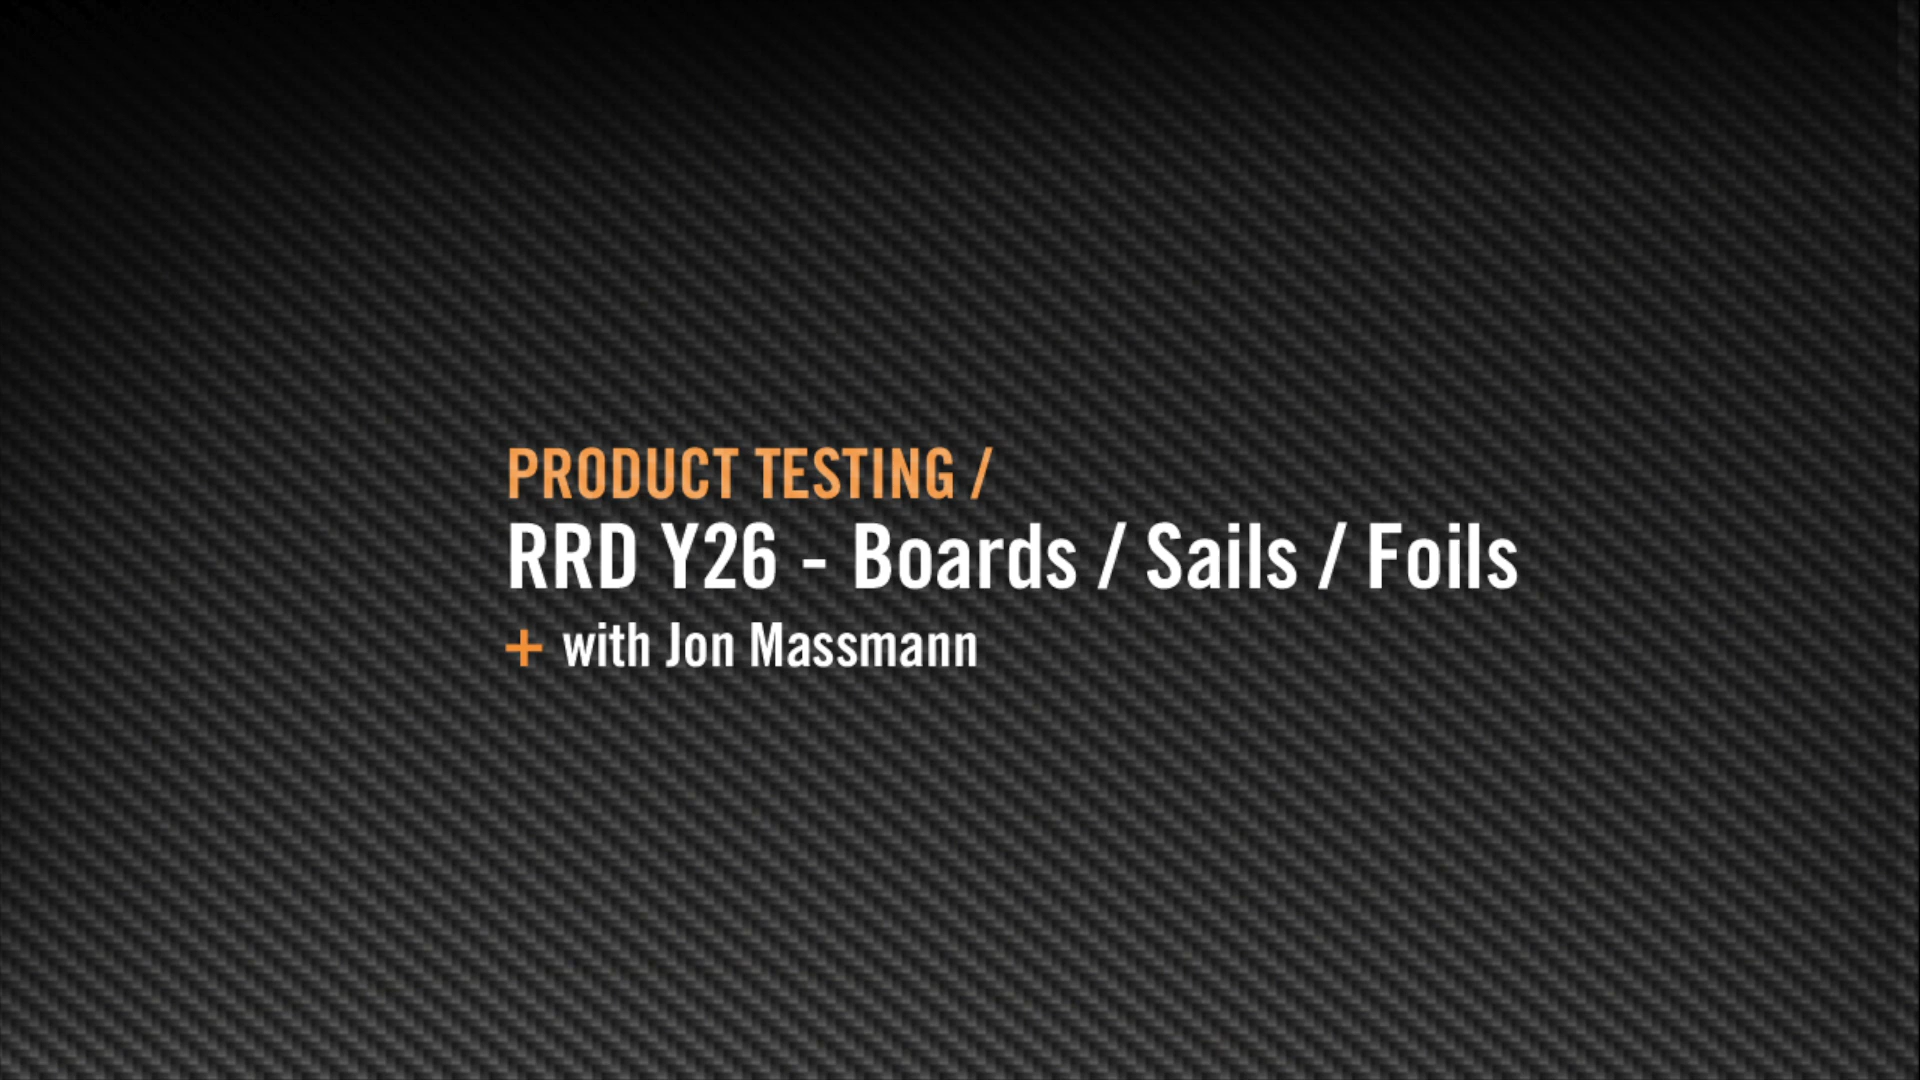 PRODUCT TESTING /
RRD Y26 - Boards / Sails / Foils
+ with Jon Massmann